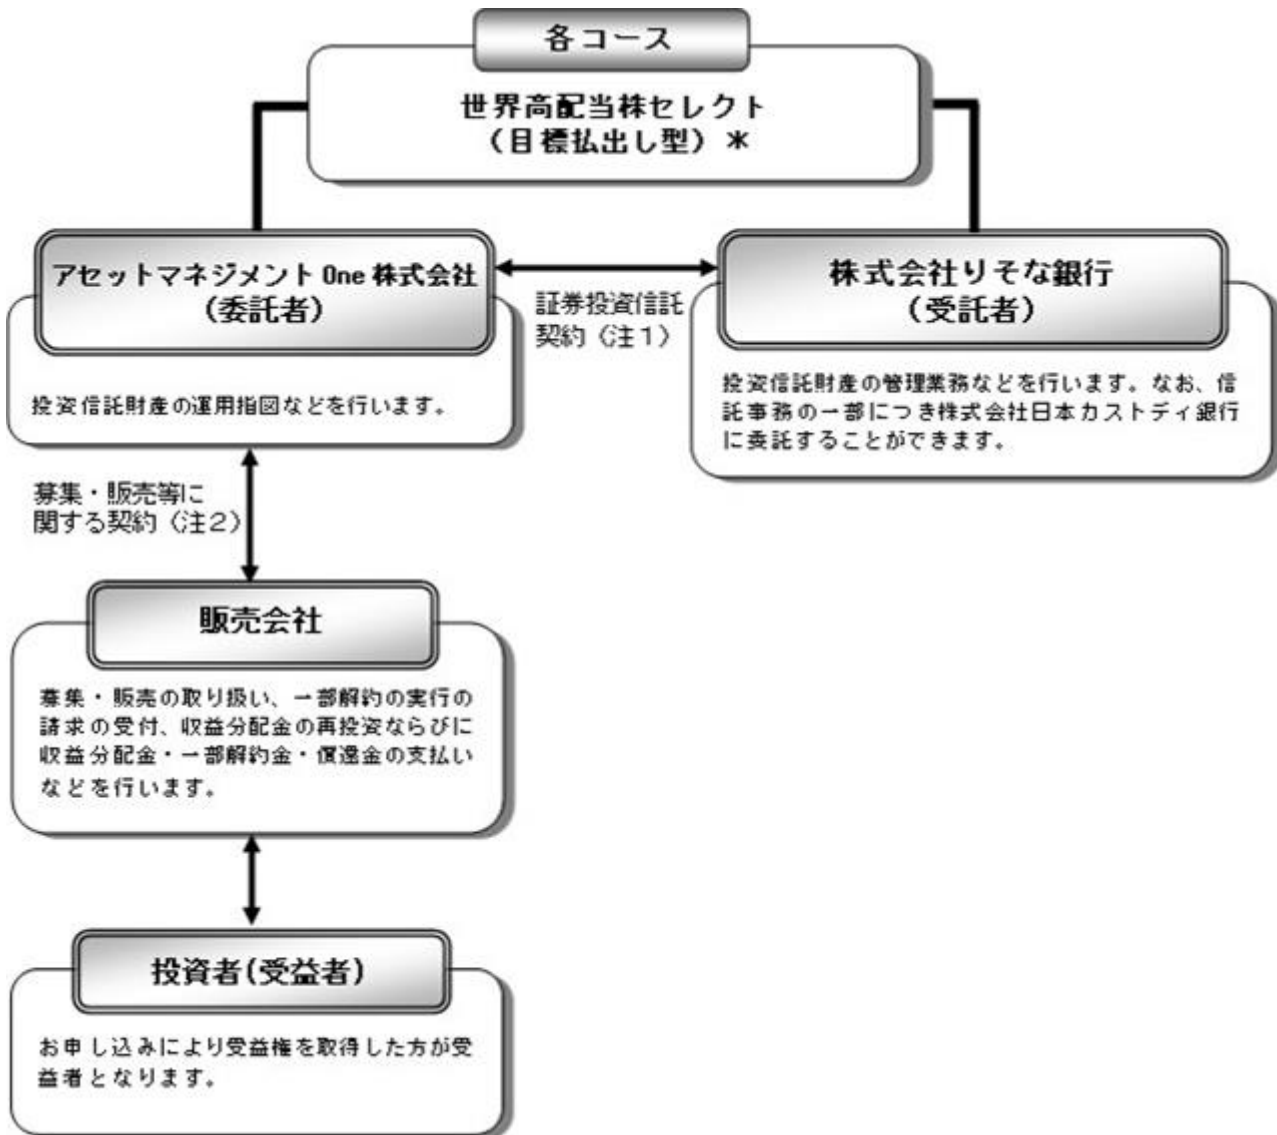 各コース
世界高配当株セレクト
（目標払出し型）＊
アセットマネジメント One 株式会社
（委託者）
投資信託財産の運用指図などを行います。
証券投資信託
契約（注１）
株式会社りそな銀行
（受託者）
投資信託財産の管理業務などを行います。なお、信
託事務の一部につき株式会社日本カストディ銀行
に委託することができます。
募集・販売等に
関する契約（注２）
販売会社
募集・販売の取り扱い、一部解約の実行の
請求の受付、収益分配金の再投資ならびに
収益分配金・一部解約金・償還金の支払い
などを行います。
投資者(受益者)
お申し込みにより受益権を取得した方が受
益者となります。